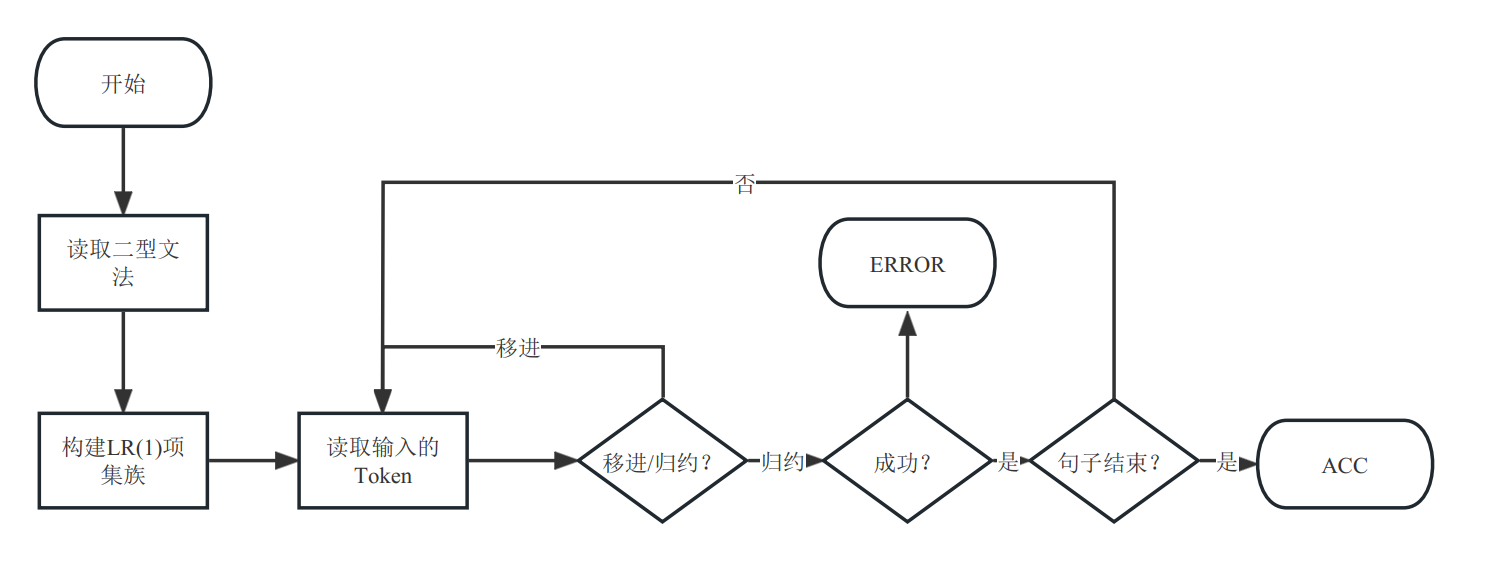 开始
读取二型文
法
构建LR(1)项
集族
读取输入的
Token
移进/归约？
移进
归约
成功？
ERROR
是
句子结束？
否
是
ACC